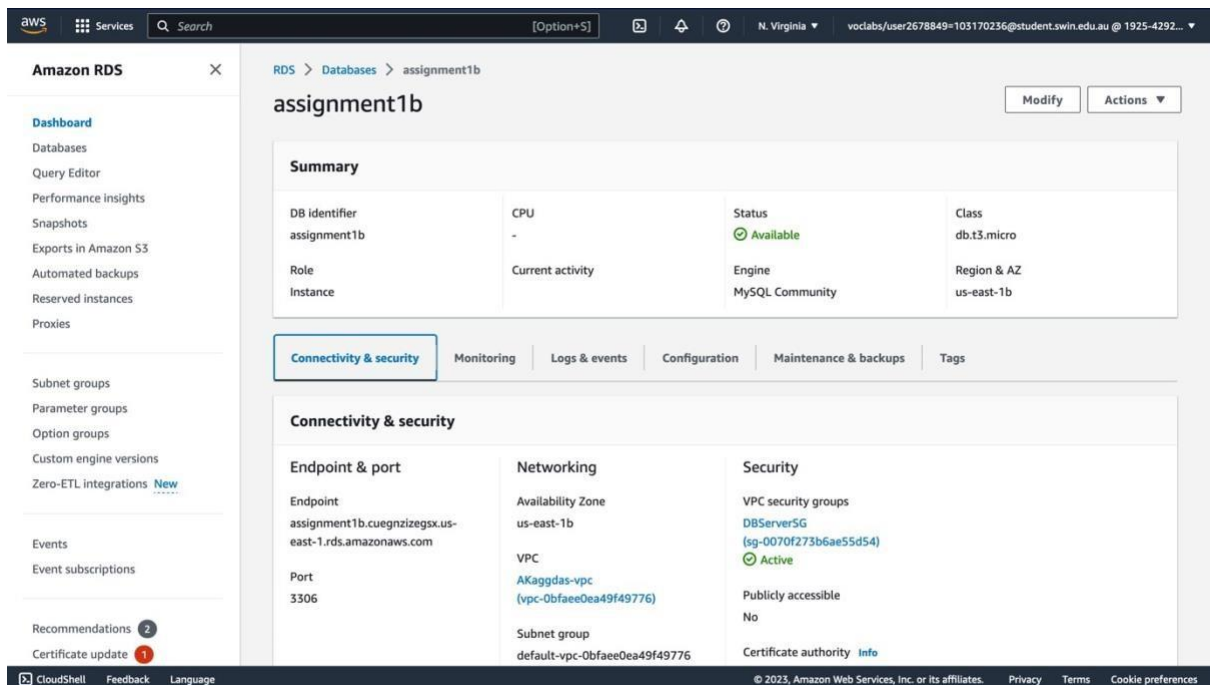 aws
Services
Search
[Option+S]
N. Virginia
voclabs/user2678849=103170236@student.swin.edu.au @ 1925-4292...
Amazon RDS
Dashboard
Databases
Query Editor
Performance insights
Snapshots
Exports in Amazon S3
Automated backups
Reserved instances
Proxies
Subnet groups
Parameter groups
Option groups
Custom engine versions
Zero-ETL integrations New
Events
Event subscriptions
Recommendations 2
Certificate update 1
RDS > Databases > assignment1b
assignment1b
Modify
Actions
Summary
DB identifier
assignment1b
CPU
-
Status
Available
Class
db.t3.micro
Role
Instance
Current activity
Engine
MySQL Community
Region & AZ
us-east-1b
Connectivity & security
Monitoring
Logs & events
Configuration
Maintenance & backups
Tags
Connectivity & security
Endpoint & port
Endpoint
assignment1b.cuegnzizegsx.us-
east-1.rds.amazonaws.com
Port
3306
Networking
Availability Zone
us-east-1b
VPC
AKaggdas-vpc
(vpc-0bfaee0ea49f49776)
Subnet group
default-vpc-0bfaee0ea49f49776
Security
VPC security groups
DBServerSG
(sg-0070f273b6ae55d54)
Active
Publicly accessible
No
Certificate authority Info
CloudShell
Feedback
Language
© 2023, Amazon Web Services, Inc. or its affiliates.
Privacy
Terms
Cookie preferences